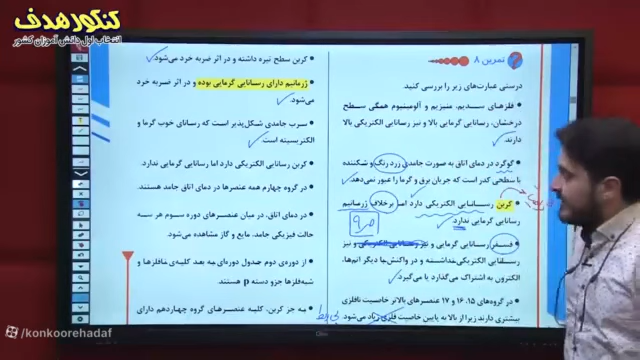 کنکور هدف
انتخاب اول دانش آموزان کشور
تمرین ۸
درستی عبارت‌های زیر را بررسی کنید.
فلزهای سدیم، منیزیم و آلومینیوم همگی سطح
درخشان، رسانایی گرمایی بالا و نیز رسانایی الکتریکی بالا
دارند.
گوگرد در دمای اتاق به صورت جامدی زرد رنگ و شکننده
با سطحی کدر است که جریان برق و گرما را عبور نمی‌دهد.
کربن رسانایی الکتریکی دارد اما برخلاف ژرمانیم
رسانایی گرمایی ندارد.
فسفر رسانایی گرمایی و نیز
رسانایی الکتریکی نداشته و در واکنش‌ها با دیگر اتم‌ها،
الکترون به اشتراک می‌گذارد یا می‌گیرد.
در گروه‌های ۱۵، ۱۶ و ۱۷ عنصرهای بالاتر خاصیت نافلزی
بیشتری دارند زیرا از بالا به پایین خاصیت فلزی زیاد می‌شود.
کربن سطح تیره داشته و در اثر ضربه خرد می‌شود.
ژرمانیم دارای رسانایی گرمایی بوده و در اثر ضربه خرد
می‌شود.
سرب جامدی شکل‌پذیر است که رسانای خوب گرما و
الکتریسیته است.
کربن رسانایی الکتریکی دارد اما رسانایی گرمایی ندارد.
در گروه چهارم همه عنصرها در دمای اتاق جامد هستند.
در دمای اتاق، در میان عنصرهای دوره سوم هر سه
حالت فیزیکی جامد، مایع و گاز مشاهده می‌شود.
از دوره‌ی دوم جدول دوره‌ای به بعد کلیه‌ی نافلزها و
شبه‌فلزها جزو دسته p هستند.
به جز کربن، کلیه عنصرهای گروه چهاردهم دارای
@konkoorehadaf